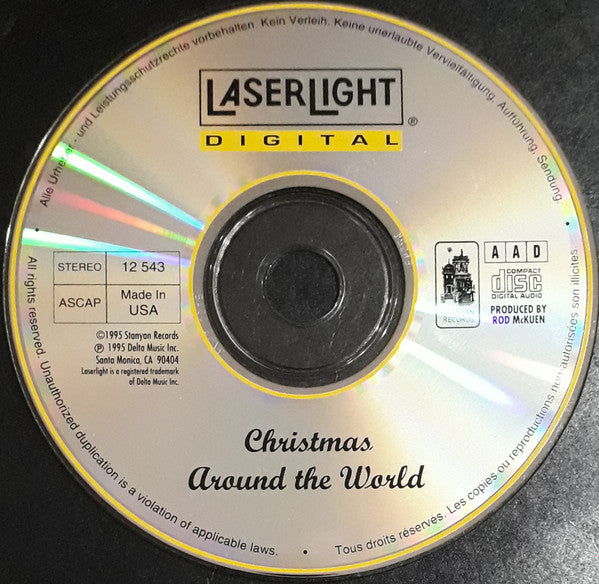 Alle Urheber - und Leistungsschutzrechte vorbehalten. Kein Verleih. Keine unerlaubte Vervielfältigung, Aufführung, Sendung.
LASERLIGHT
®
DIGITAL
STEREO 12 543
ASCAP Made In USA
©1995 Stanyan Records
℗ 1995 Delta Music Inc.
Santa Monica, CA 90404
Laserlight is a registered trademark
of Delta Music Inc.
RECORDS
A A D
COMPACT
disc
DIGITAL AUDIO
PRODUCED BY
ROD McKUEN
Christmas
Around the World
All rights reserved. Unauthorized duplication is a violation of applicable laws.
• Tous droits réservés. Les copies ou reproductions non autorisées son illicites.